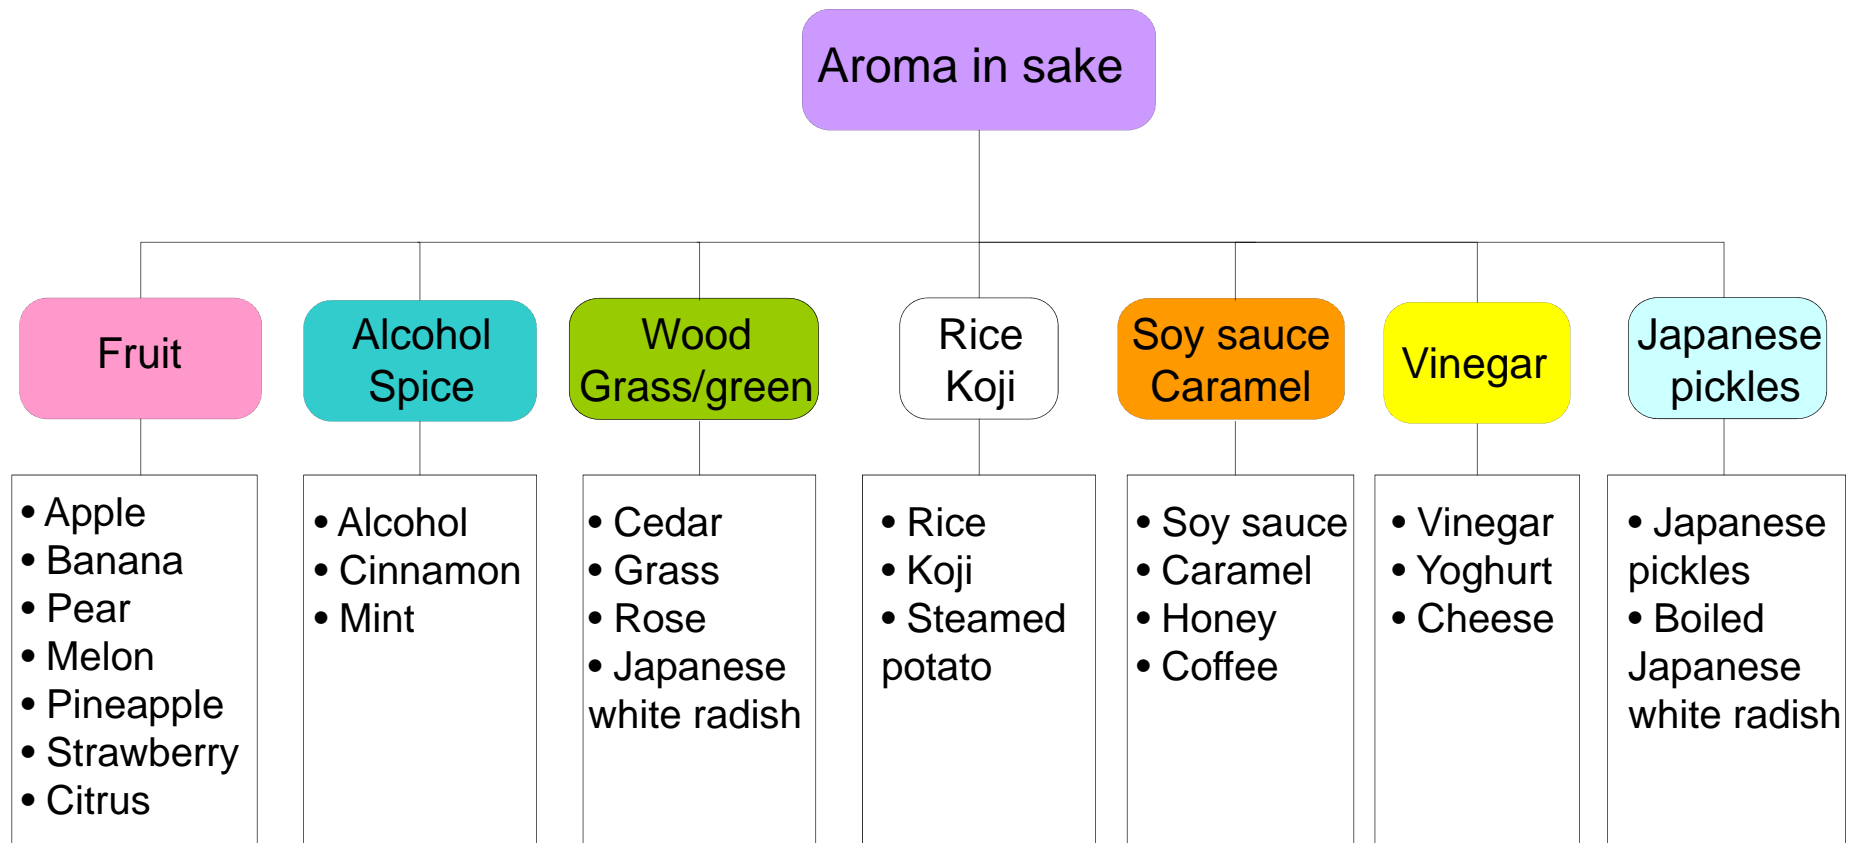 Aroma in sake
Fruit
Alcohol
Spice
Wood
Grass/green
Rice
Koji
Soy sauce
Caramel
Vinegar
Japanese
pickles
• Apple
• Banana
• Pear
• Melon
• Pineapple
• Strawberry
• Citrus
• Alcohol
• Cinnamon
• Mint
• Cedar
• Grass
• Rose
• Japanese
white radish
• Rice
• Koji
• Steamed
potato
• Soy sauce
• Caramel
• Honey
• Coffee
• Vinegar
• Yoghurt
• Cheese
• Japanese
pickles
• Boiled
Japanese
white radish